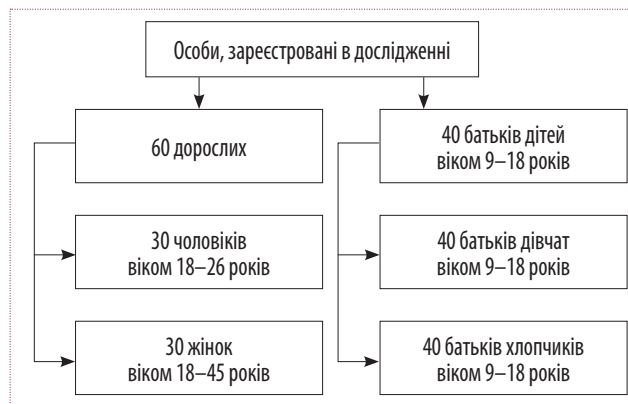 Особи, зареєстровані в дослідженні
60 дорослих
40 батьків дітей
віком 9–18 років
30 чоловіків
віком 18–26 років
40 батьків дівчат
віком 9–18 років
30 жінок
віком 18–45 років
40 батьків хлопчиків
віком 9–18 років